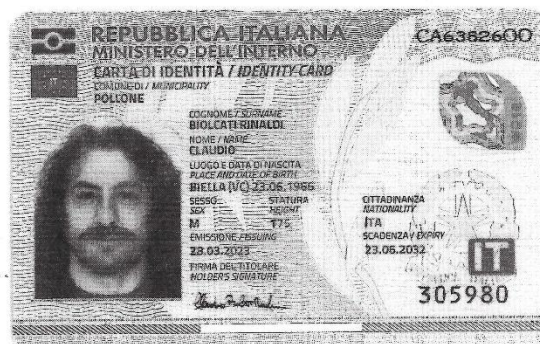 REPUBBLICA ITALIANA
MINISTERO DELL'INTERNO
CA63826OO
CARTA DI IDENTITÀ / IDENTITY CARD
COMUNE DI / MUNICIPALITY
POLLONE
COGNOME / SURNAME
BIOLCATI RINALDI
NOME / NAME
CLAUDIO
LUOGO E DATA DI NASCITA
PLACE AND DATE OF BIRTH
BIELLA (VC) 23.06.1966
SESSO STATURA CITTADINANZA
SEX HEIGHT NATIONALITY
M 175 ITA
EMISSIONE / ISSUING SCADENZA / EXPIRY
28.03.2023 23.06.2032
FIRMA DEL TITOLARE
HOLDER'S SIGNATURE
IT
305980